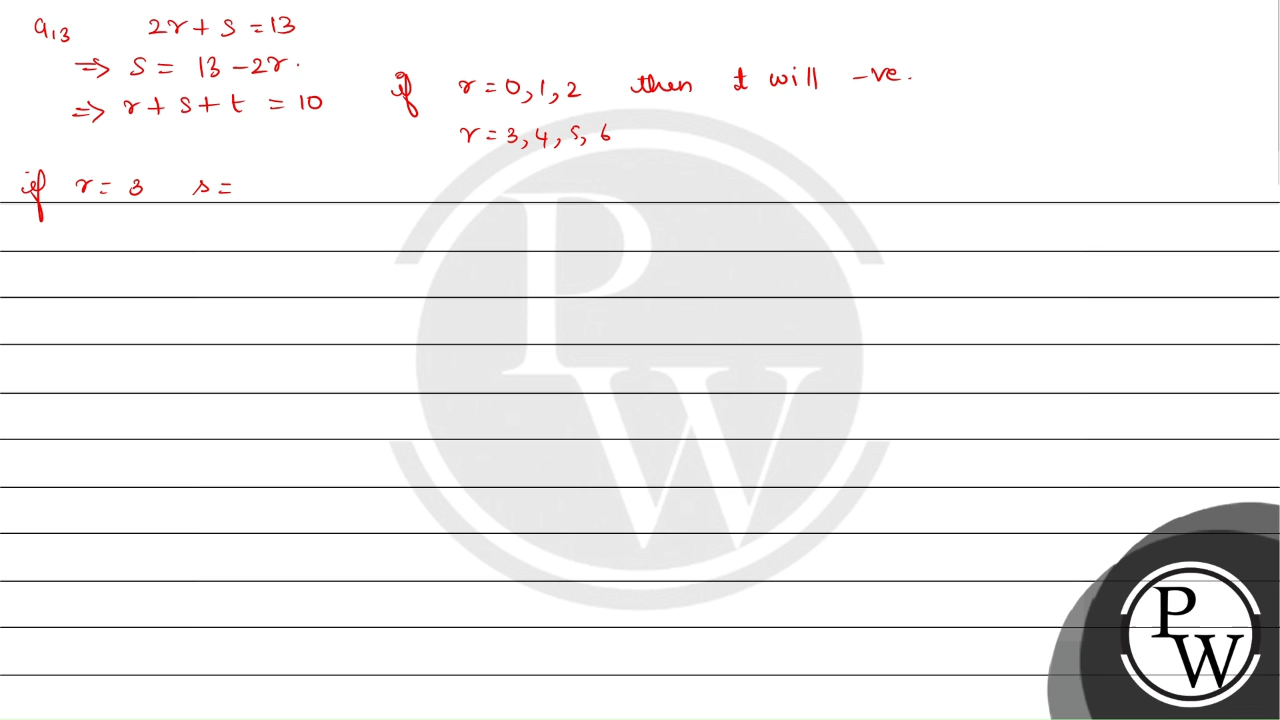 a₁₃ 2r + s = 13
⇒ s = 13 - 2r.
⇒ r + s + t = 10
if r = 0, 1, 2 then t will -ve.
r = 3, 4, 5, 6
if r = 3 s =
P
W
P
W